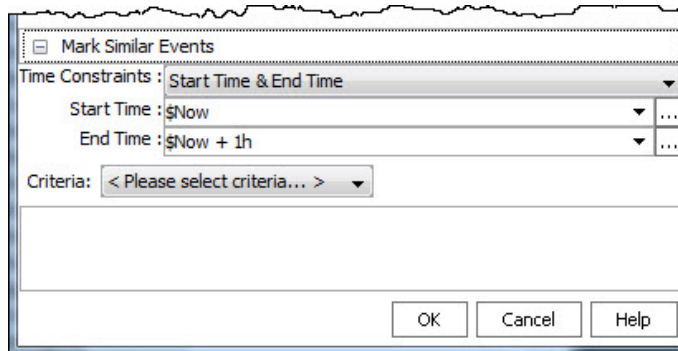 Mark Similar Events
Time Constraints : Start Time & End Time
Start Time : $Now ...
End Time : $Now + 1h ...
Criteria: < Please select criteria... >
OK Cancel Help